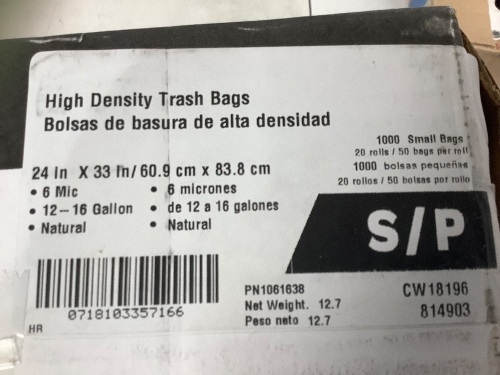 High Density Trash Bags
Bolsas de basura de alta densidad
24 in X 33 in/60.9 cm x 83.8 cm
• 6 Mic
• 12–16 Gallon
• Natural
• 6 micrones
• de 12 a 16 galones
• Natural
1000 Small Bags
20 rolls / 50 bags per roll
1000 bolsas pequeñas
20 rollos / 50 bolsas por rollo
S/P
0718103357166
HR
PN1061638
Net Weight. 12.7
Peso neto 12.7
CW18196
814903